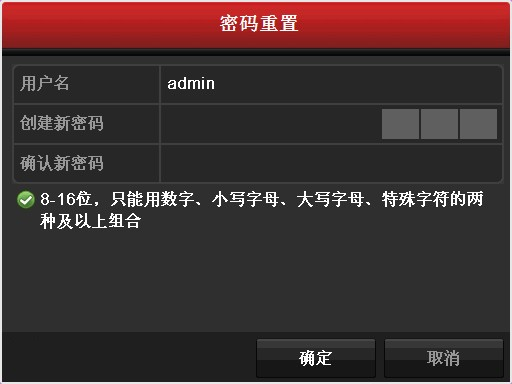 密码重置
用户名 admin
创建新密码
确认新密码
8-16位，只能用数字、小写字母、大写字母、特殊字符的两
种及以上组合
确定 取消